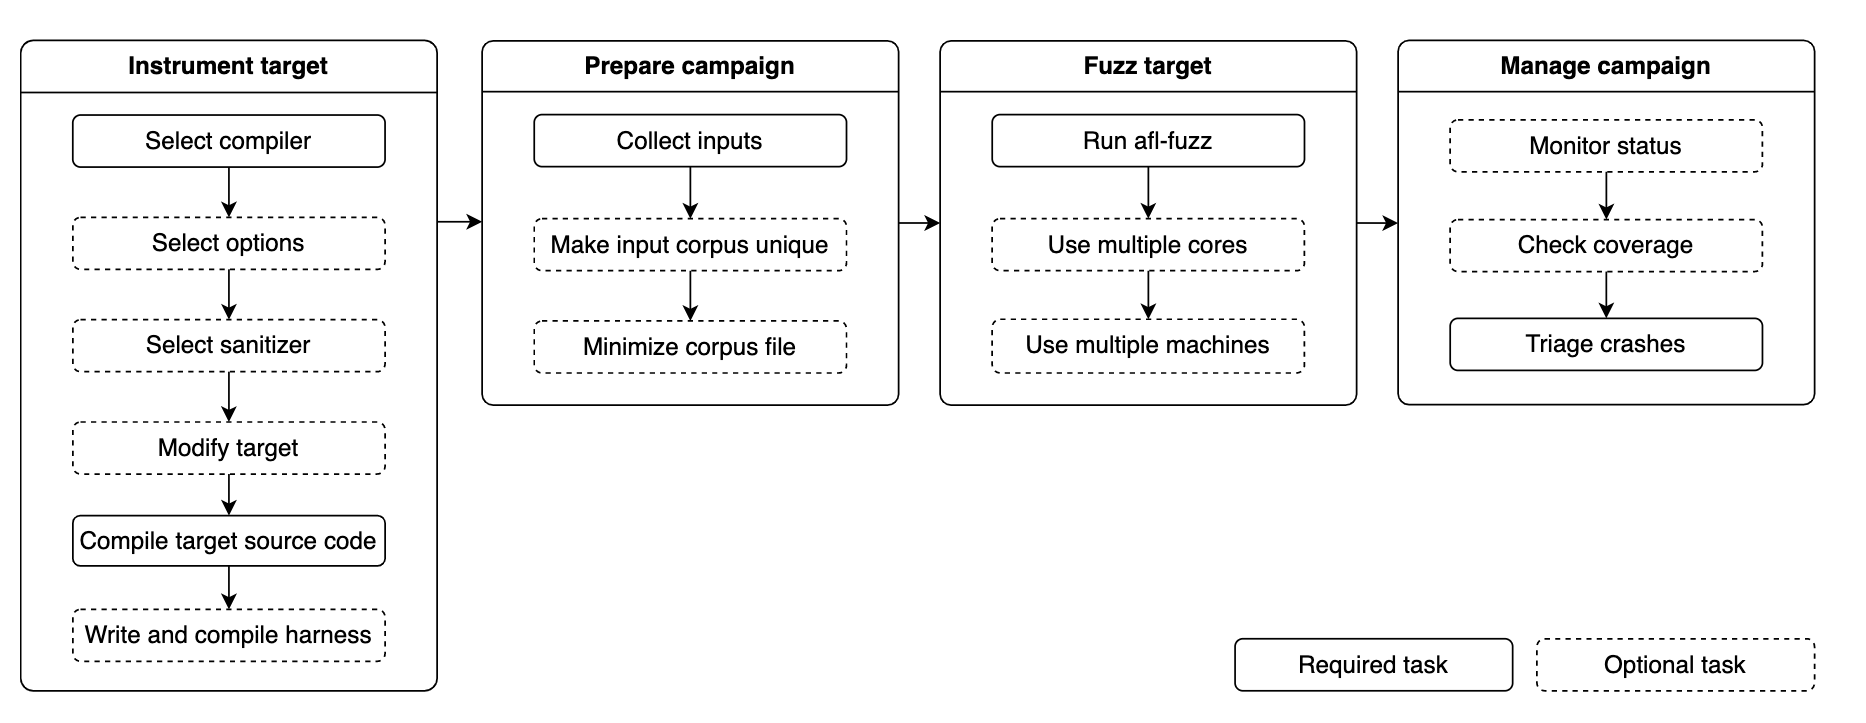 Instrument target
Select compiler
Select options
Select sanitizer
Modify target
Compile target source code
Write and compile harness
Prepare campaign
Collect inputs
Make input corpus unique
Minimize corpus file
Fuzz target
Run afl-fuzz
Use multiple cores
Use multiple machines
Manage campaign
Monitor status
Check coverage
Triage crashes
Required task
Optional task